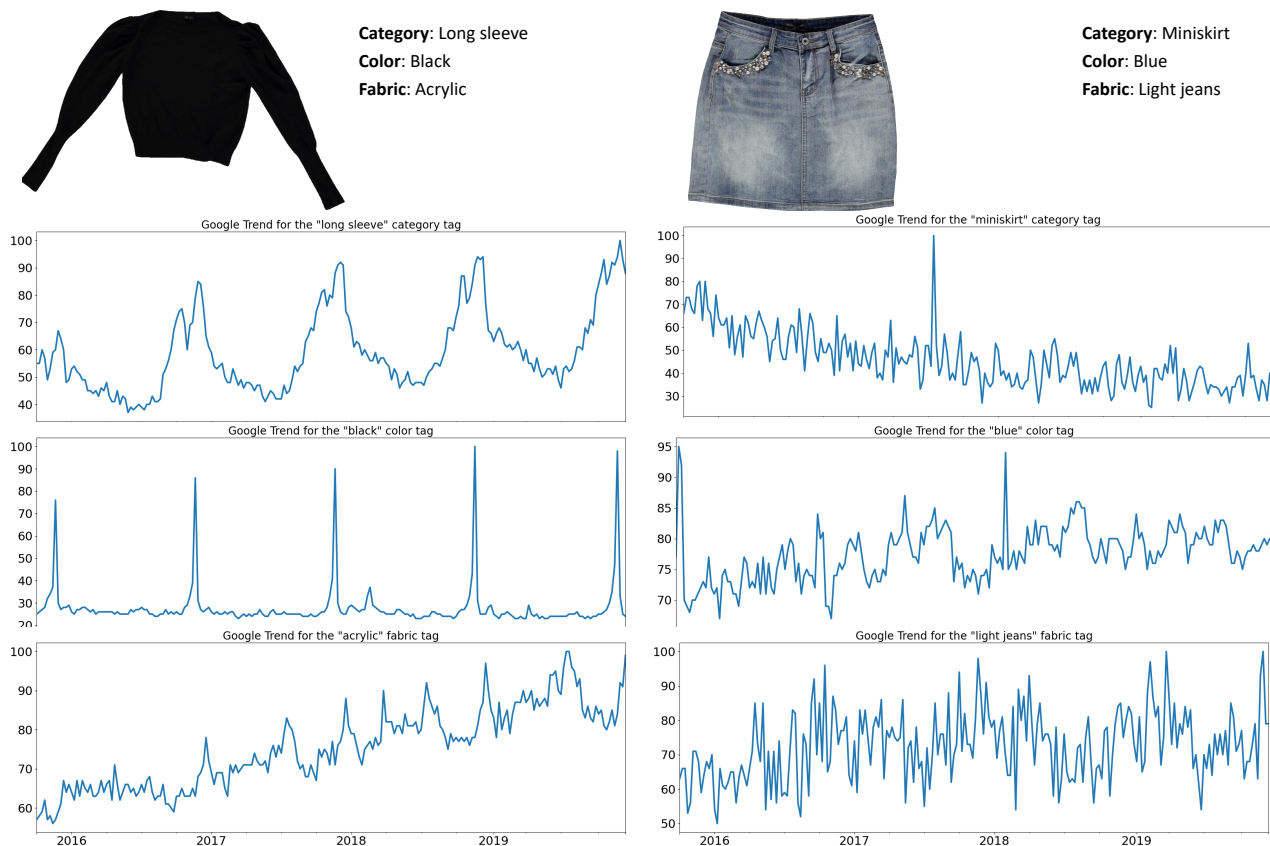 Category: Long sleeve
Color: Black
Fabric: Acrylic
Category: Miniskirt
Color: Blue
Fabric: Light jeans
Google Trend for the "long sleeve" category tag
100
90
80
70
60
50
40
Google Trend for the "miniskirt" category tag
100
90
80
70
60
50
40
30
Google Trend for the "black" color tag
100
90
80
70
60
50
40
30
20
Google Trend for the "blue" color tag
95
90
85
80
75
70
Google Trend for the "acrylic" fabric tag
100
90
80
70
60
2016 2017 2018 2019
Google Trend for the "light jeans" fabric tag
100
90
80
70
60
50
2016 2017 2018 2019